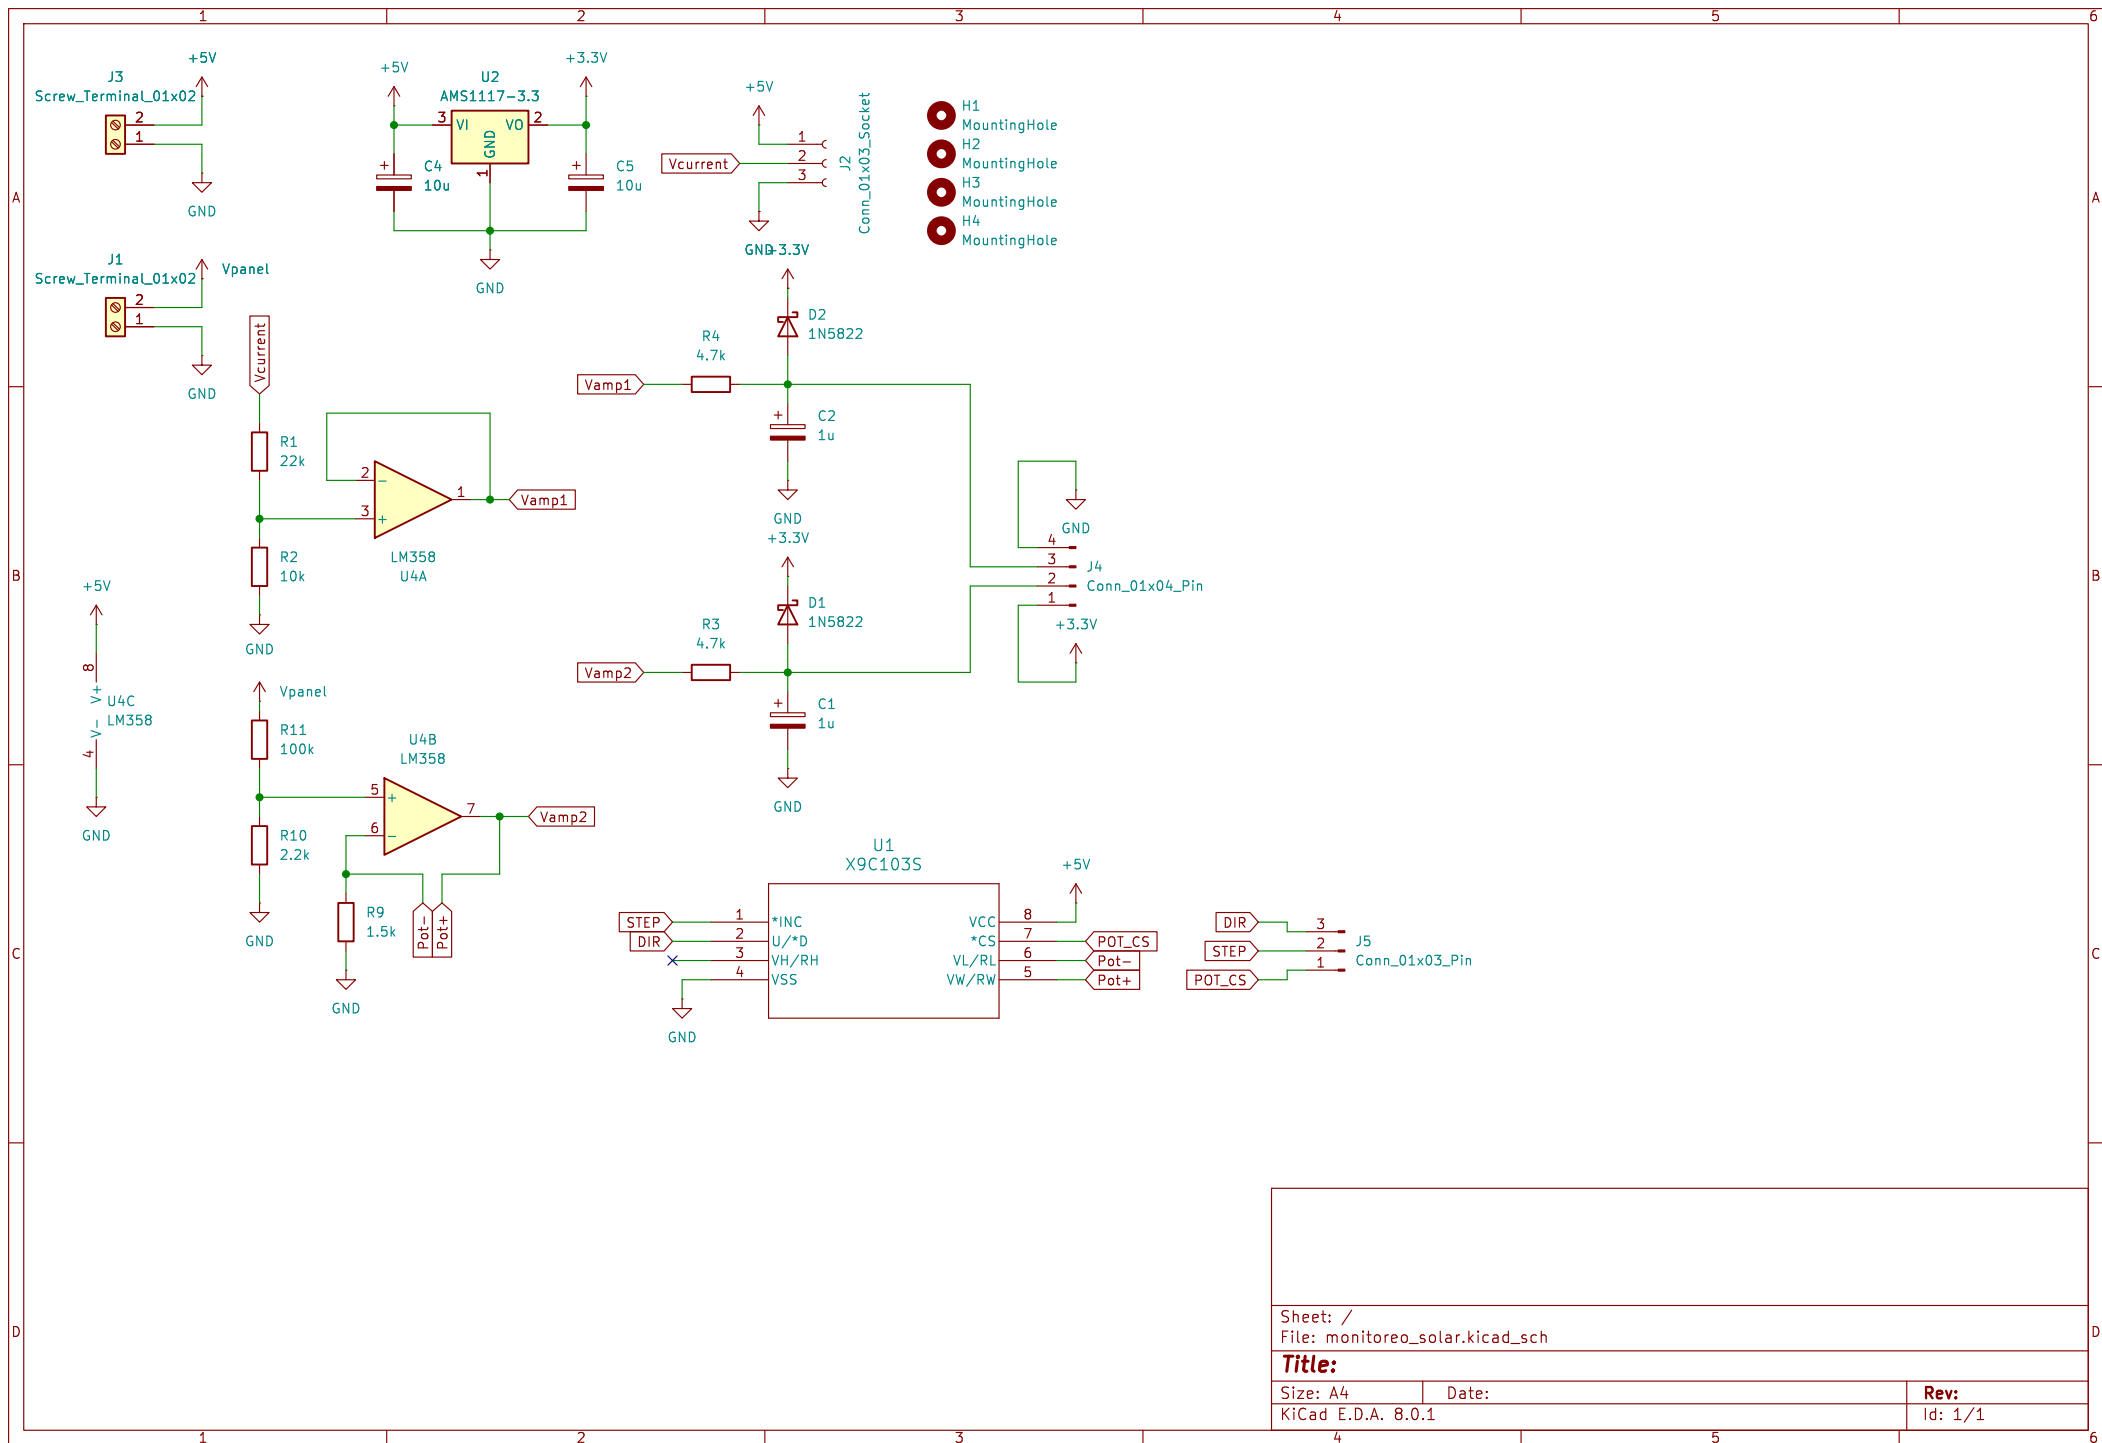 1 2 3 4 5 6
A
B
C
D
A
B
C
D
1 2 3 4 5 6
+5V
J3
Screw_Terminal_01x02
2
1
GND
Vpanel
J1
Screw_Terminal_01x02
2
1
GND
+5V
U2
AMS1117-3.3
+3.3V
3
VI
VO
2
GND
1
+
C4
10u
+
C5
10u
GND
+5V
Vcurrent
1
2
3
J2
Conn_01x03_Socket
GND
H1
MountingHole
H2
MountingHole
H3
MountingHole
H4
MountingHole
Vcurrent
R1
22k
R2
10k
GND
2
-
3
+
1
Vamp1
LM358
U4A
+5V
8
V+
U4C
LM358
V-
4
GND
Vpanel
R11
100k
R10
2.2k
GND
U4B
LM358
5
+
6
-
7
Vamp2
R9
1.5k
GND
Pot-
Pot+
+3.3V
D2
1N5822
R4
4.7k
Vamp1
+
C2
1u
GND
+3.3V
D1
1N5822
R3
4.7k
Vamp2
+
C1
1u
GND
GND
4
3
2
1
J4
Conn_01x04_Pin
+3.3V
U1
X9C103S
STEP
1
*INC
DIR
2
U/*D
3
VH/RH
4
VSS
GND
+5V
VCC
8
*CS
7
POT_CS
VL/RL
6
Pot-
VW/RW
5
Pot+
DIR
3
STEP
2
POT_CS
1
J5
Conn_01x03_Pin
Sheet: /
File: monitoreo_solar.kicad_sch
Title:
Size: A4
Date:
Rev:
KiCad E.D.A. 8.0.1
Id: 1/1